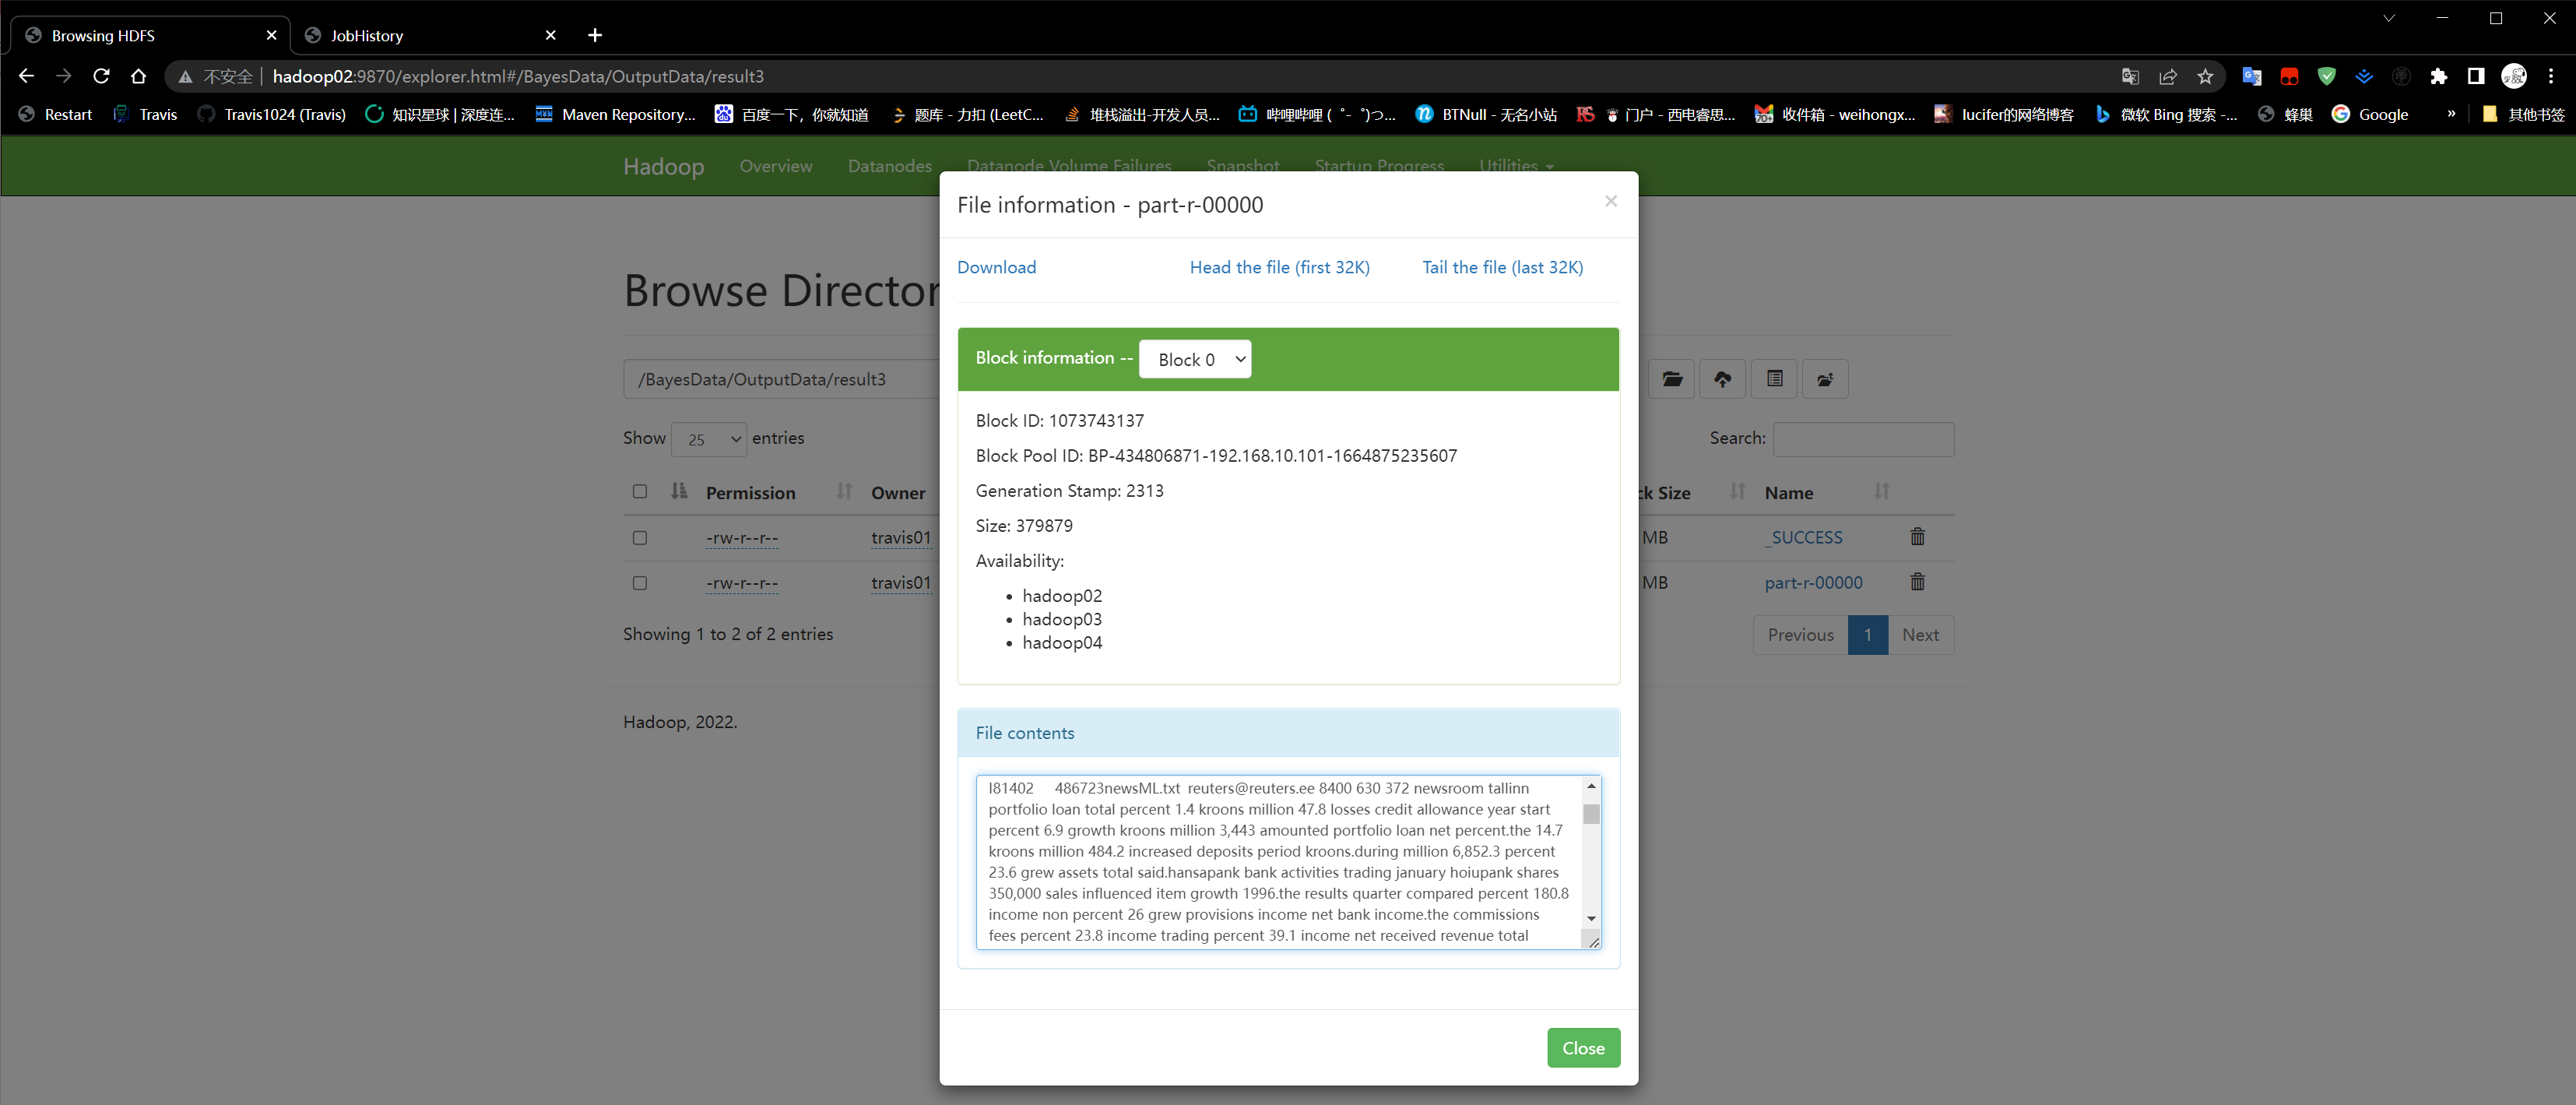 Browsing HDFS
JobHistory
不安全 | hadoop02:9870/explorer.html#/BayesData/OutputData/result3
Restart
Travis
Travis1024 (Travis)
知识星球 | 深度连...
Maven Repository...
百度一下，你就知道
题库 - 力扣 (LeetC...
堆栈溢出-开发人员...
哔哩哔哩 (゜-゜)つ...
BTNull - 无名小站
门户 - 西电睿思...
收件箱 - weihongx...
lucifer的网络博客
微软 Bing 搜索 -...
蜂巢
Google
»
其他书签
Hadoop
Overview
Datanodes
Datanode Volume Failures
Snapshot
Startup Progress
Utilities
File information - part-r-00000
×
Download
Head the file (first 32K)
Tail the file (last 32K)
Browse Director
Block information -- Block 0
/BayesData/OutputData/result3
Block ID: 1073743137
Show 25 entries
Search:
Block Pool ID: BP-434806871-192.168.10.101-1664875235607
Generation Stamp: 2313
Permission
Owner
ck Size
Name
Size: 379879
-rw-r--r--
travis01
MB
_SUCCESS
Availability:
-rw-r--r--
travis01
MB
part-r-00000
hadoop02
hadoop03
hadoop04
Showing 1 to 2 of 2 entries
Previous
1
Next
Hadoop, 2022.
File contents
I81402 486723newsML.txt reuters@reuters.ee 8400 630 372 newsroom tallinn
portfolio loan total percent 1.4 kroons million 47.8 losses credit allowance year start
percent 6.9 growth kroons million 3,443 amounted portfolio loan net percent.the 14.7
kroons million 484.2 increased deposits period kroons.during million 6,852.3 percent
23.6 grew assets total said.hansapank bank activities trading january hoiupank shares
350,000 sales influenced item growth 1996.the results quarter compared percent 180.8
income non percent 26 grew provisions income net bank income.the commissions
fees percent 23.8 income trading percent 39.1 income net received revenue total
Close